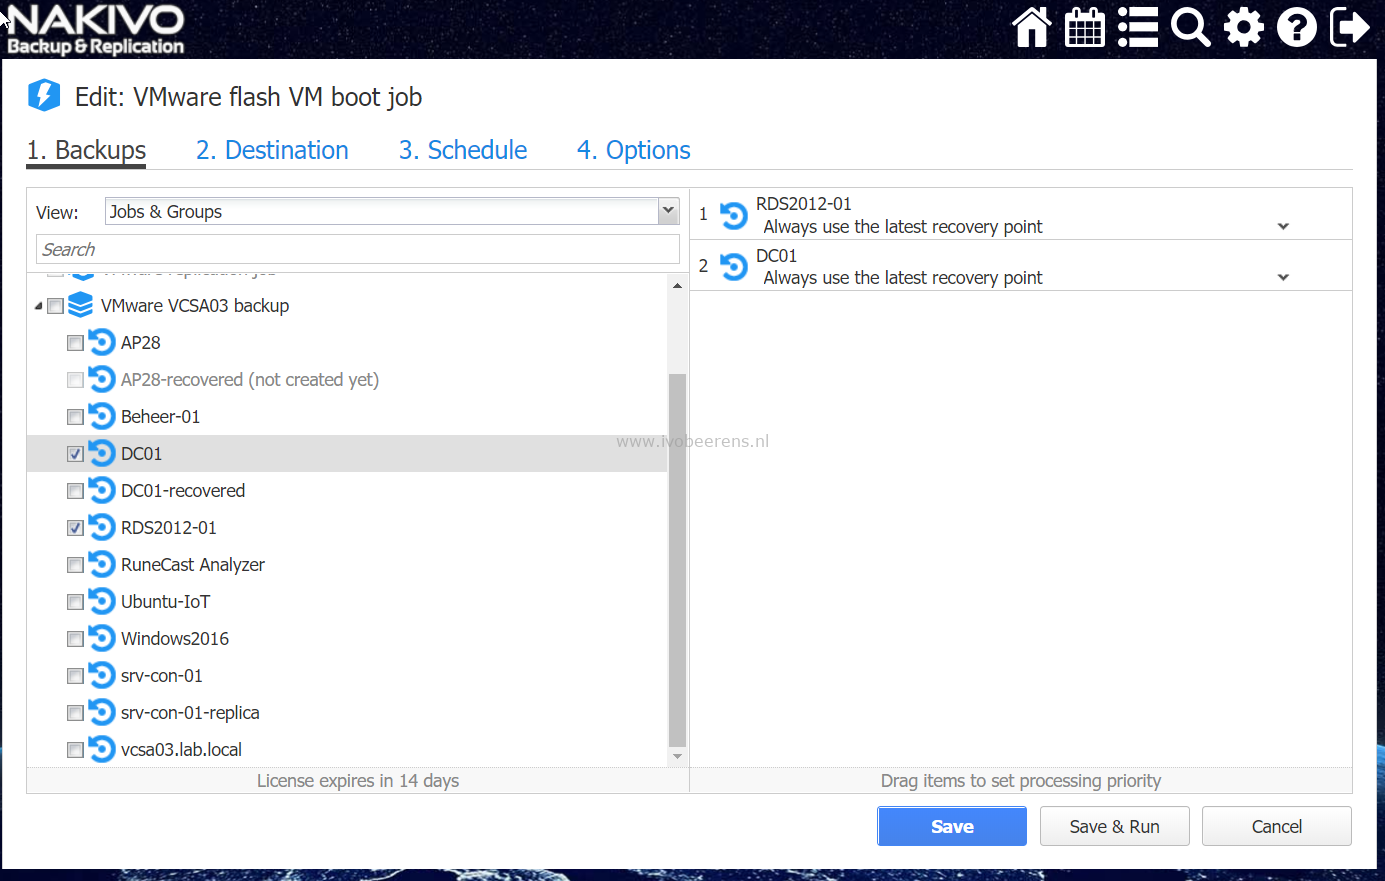 NAKIVO
Backup & Replication
Edit: VMware flash VM boot job
1. Backups
2. Destination
3. Schedule
4. Options
View:
Jobs & Groups
Search
VMware replication job
VMware VCSA03 backup
AP28
AP28-recovered (not created yet)
Beheer-01
DC01
DC01-recovered
RDS2012-01
RuneCast Analyzer
Ubuntu-IoT
Windows2016
srv-con-01
srv-con-01-replica
vcsa03.lab.local
License expires in 14 days
1
RDS2012-01
Always use the latest recovery point
2
DC01
Always use the latest recovery point
www.ivobeerens.nl
Drag items to set processing priority
Save
Save & Run
Cancel